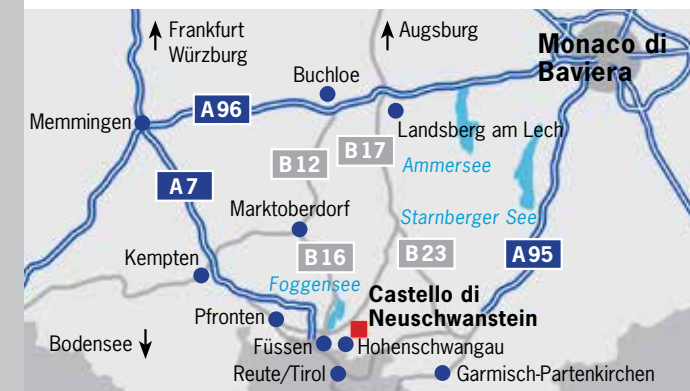 Frankfurt
Würzburg
Augsburg
Monaco di
Baviera
Buchloe
A96
Memmingen
Landsberg am Lech
B17
B12
Ammersee
A7
Marktoberdorf
Starnberger See
Kempten
B16
B23
A95
Foggensee
Castello di
Neuschwanstein
Pfronten
Bodensee
Füssen
Hohenschwangau
Reute/Tirol
Garmisch-Partenkirchen